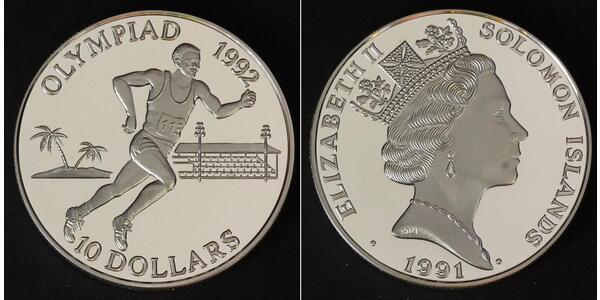 OLYMPIAD 1992
10 DOLLARS
ELIZABETH II
SOLOMON ISLANDS
1991